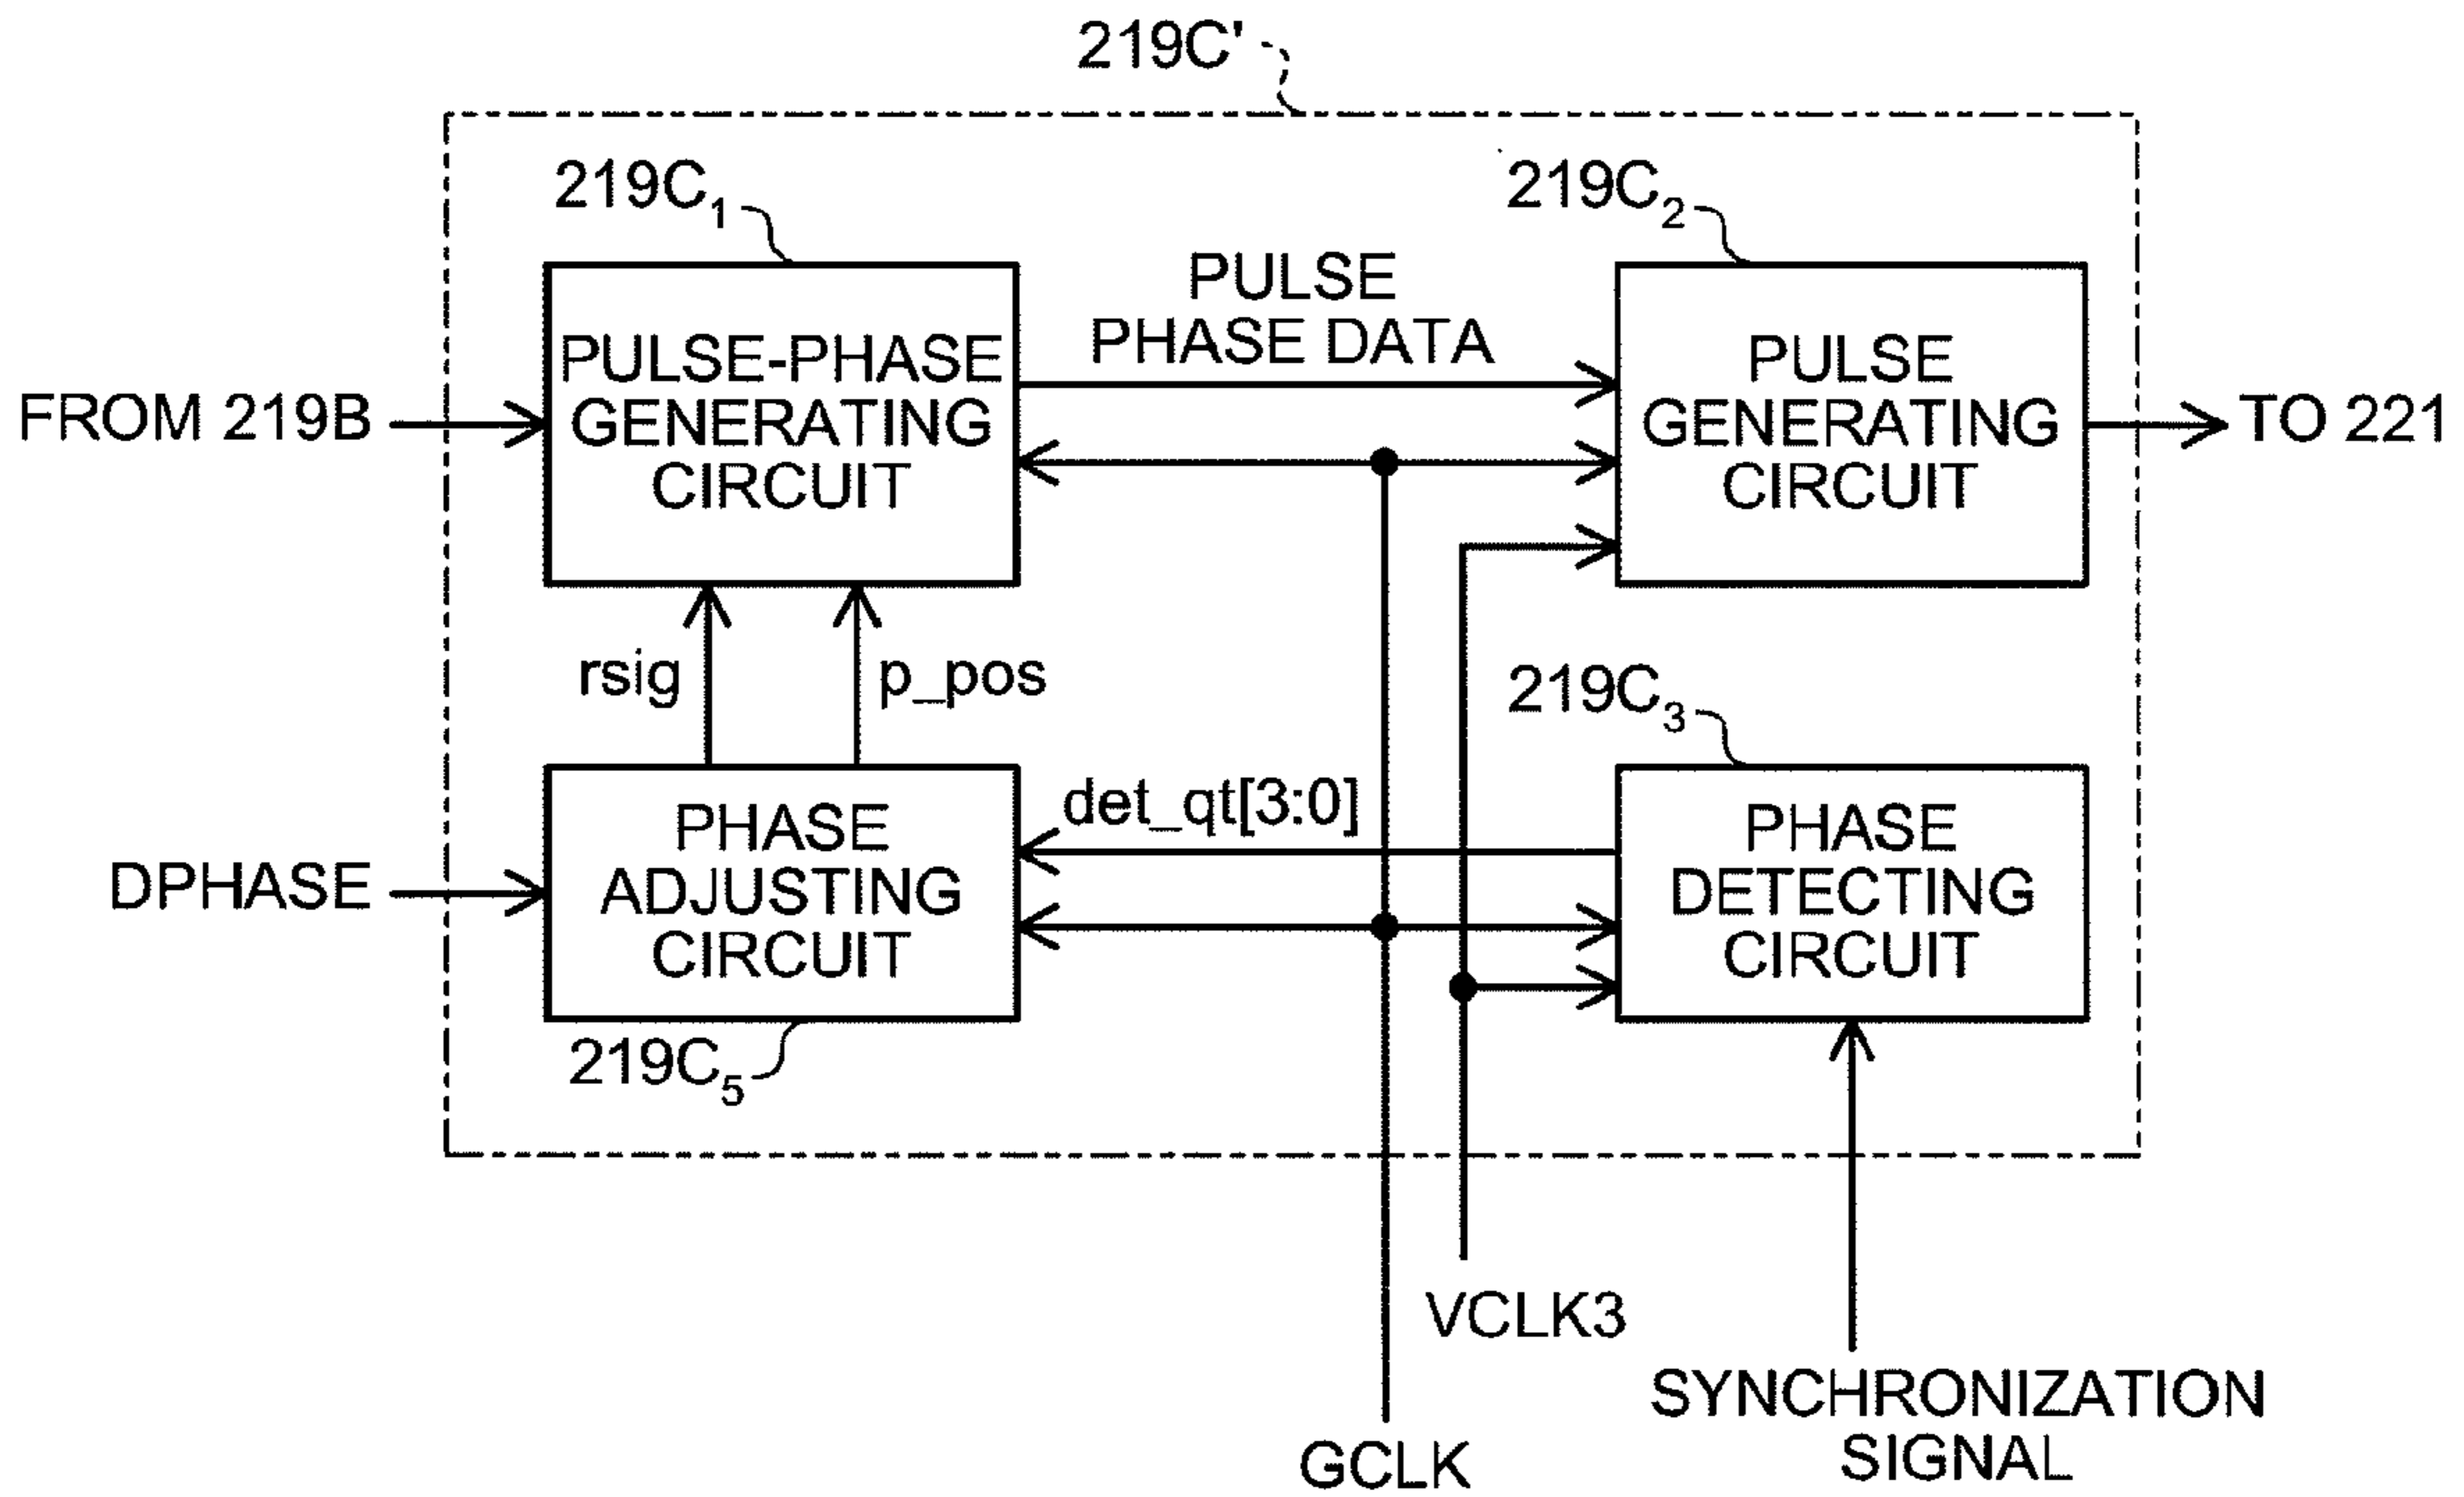 219C'
219C1
219C2
PULSE
PHASE DATA
PULSE-PHASE
GENERATING
CIRCUIT
PULSE
GENERATING
CIRCUIT
FROM 219B
TO 221
rsig
p_pos
219C3
det_qt[3:0]
PHASE
ADJUSTING
CIRCUIT
PHASE
DETECTING
CIRCUIT
DPHASE
219C5
VCLK3
SYNCHRONIZATION
SIGNAL
GCLK